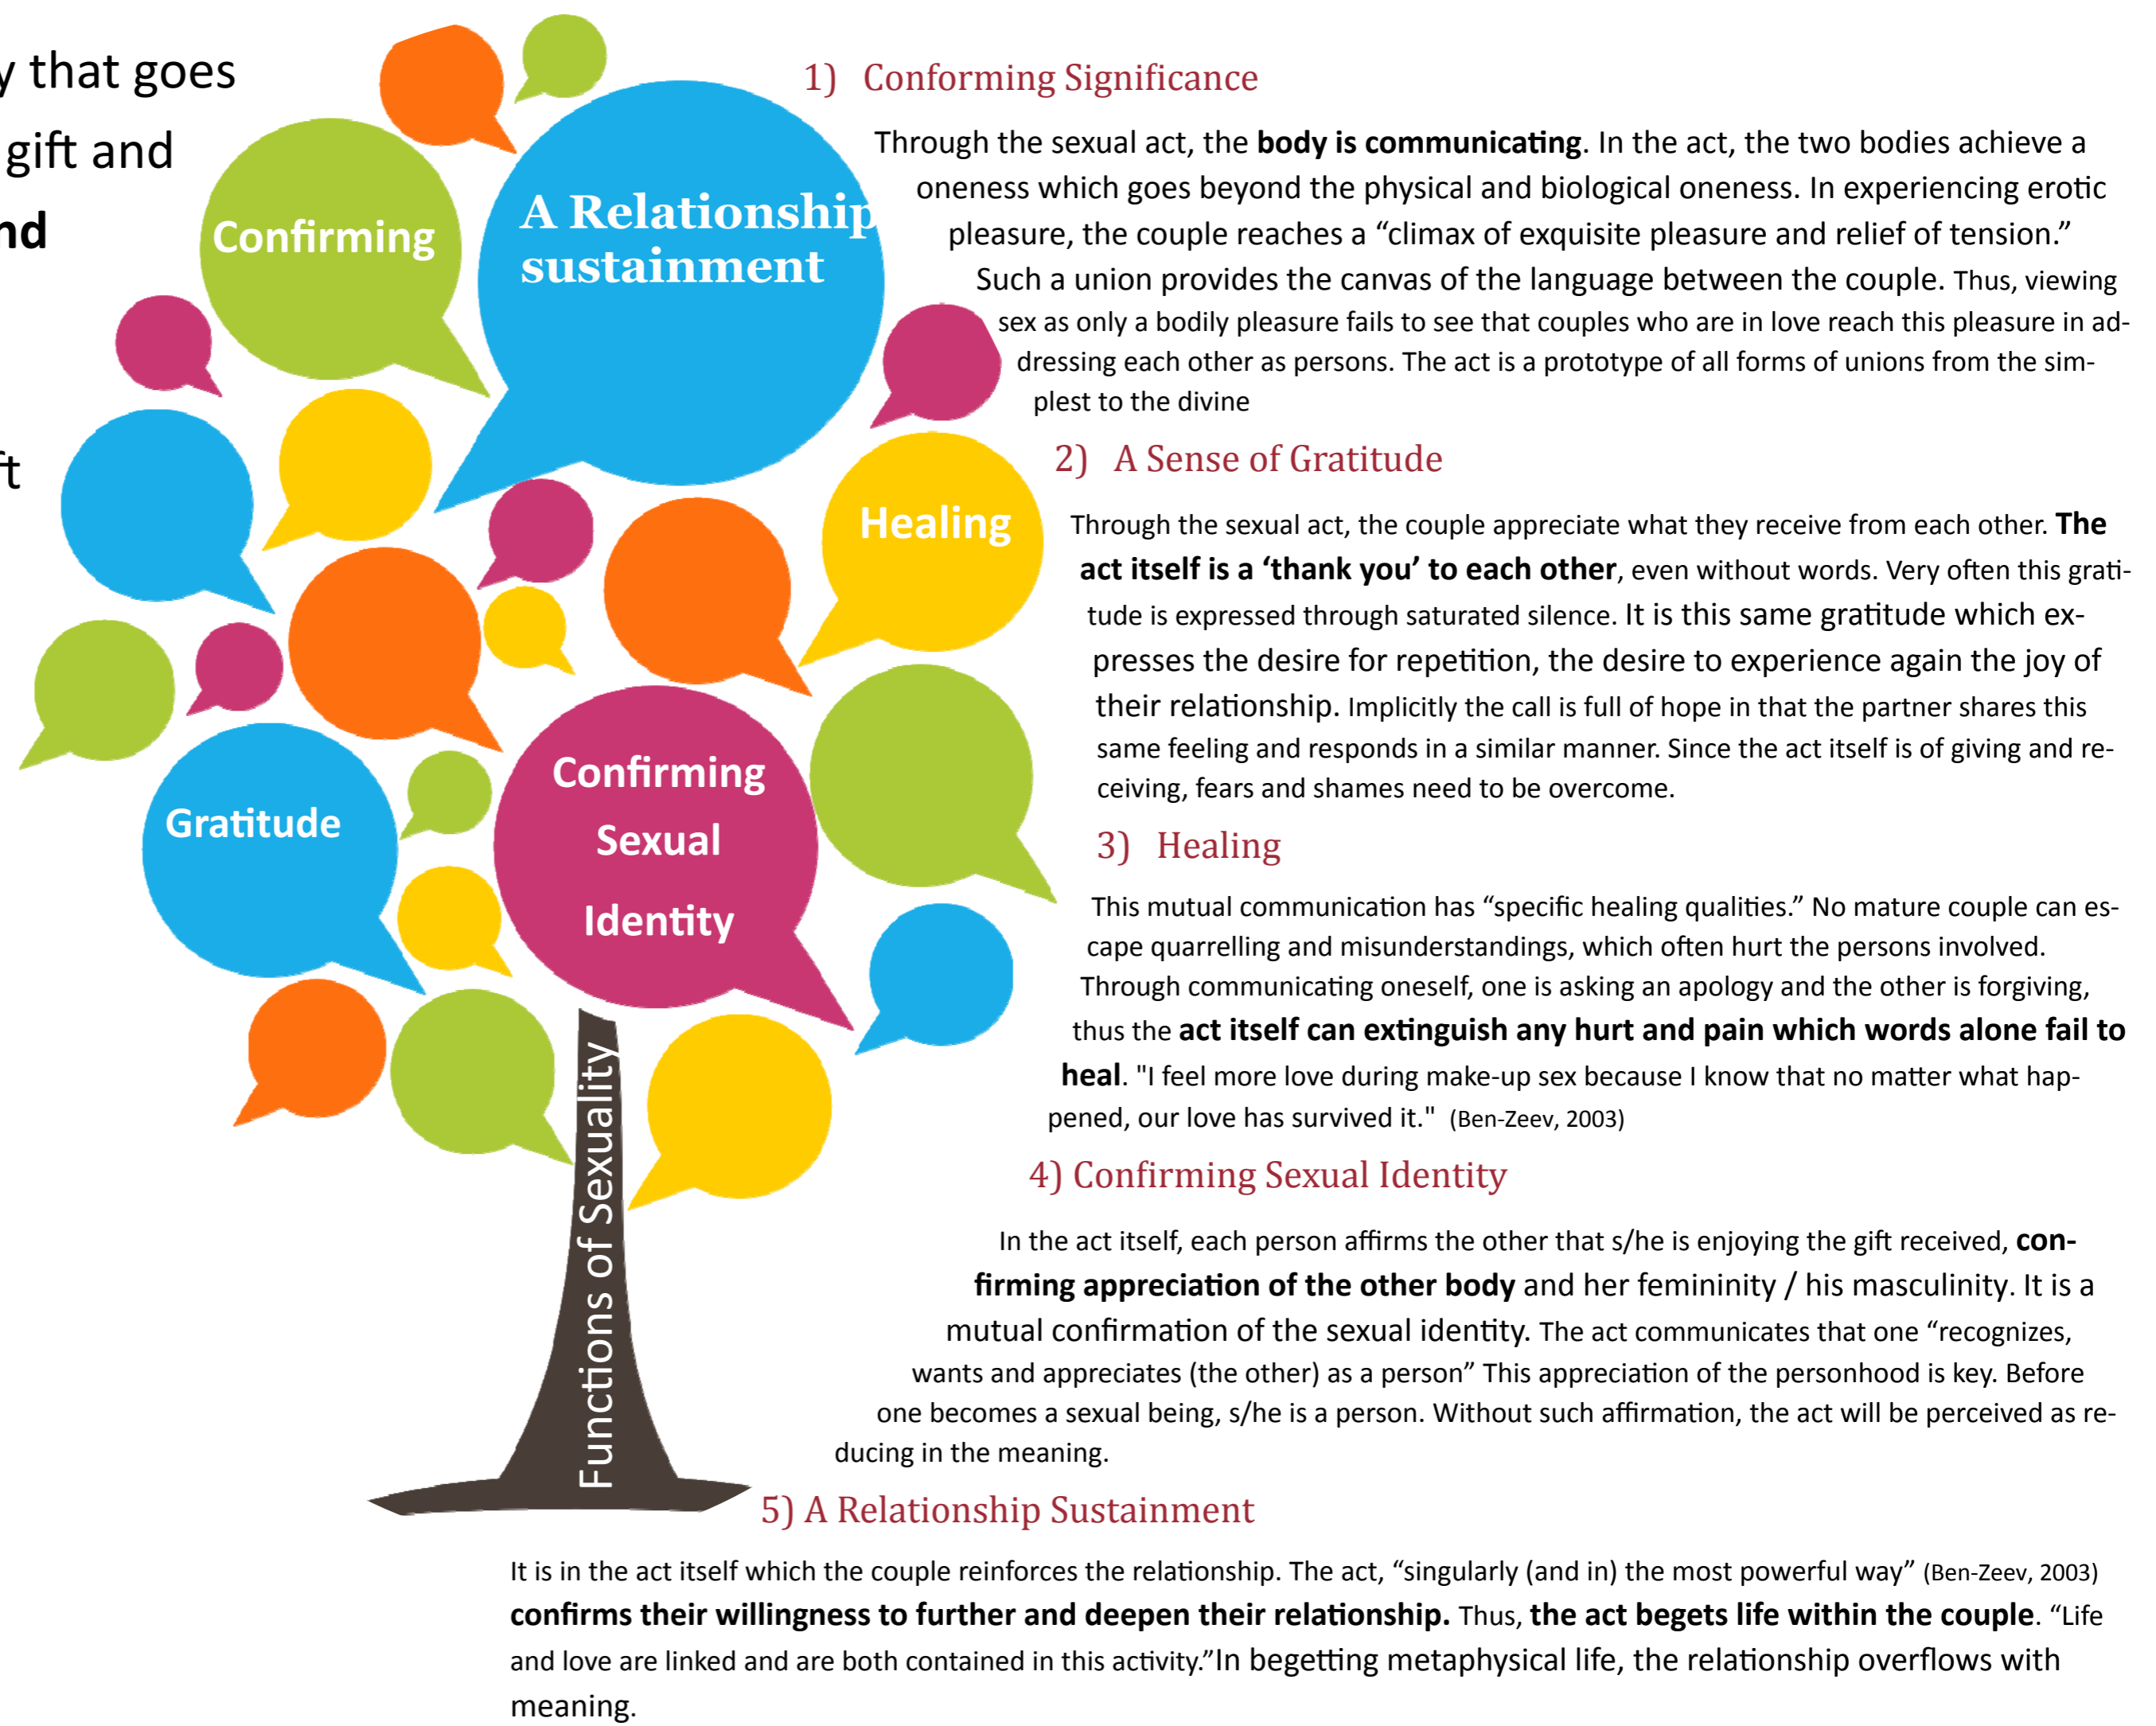 y that goes
gift and
nd
ft
Confirming
A Relationship
sustainment
Healing
Gratitude
Confirming
Sexual
Identity
Functions of Sexuality
1) Conforming Significance
Through the sexual act, the body is communicating. In the act, the two bodies achieve a
oneness which goes beyond the physical and biological oneness. In experiencing erotic
pleasure, the couple reaches a “climax of exquisite pleasure and relief of tension.”
Such a union provides the canvas of the language between the couple. Thus, viewing
sex as only a bodily pleasure fails to see that couples who are in love reach this pleasure in ad-
dressing each other as persons. The act is a prototype of all forms of unions from the sim-
plest to the divine
2) A Sense of Gratitude
Through the sexual act, the couple appreciate what they receive from each other. The
act itself is a ‘thank you’ to each other, even without words. Very often this grati-
tude is expressed through saturated silence. It is this same gratitude which ex-
presses the desire for repetition, the desire to experience again the joy of
their relationship. Implicitly the call is full of hope in that the partner shares this
same feeling and responds in a similar manner. Since the act itself is of giving and re-
ceiving, fears and shames need to be overcome.
3) Healing
This mutual communication has “specific healing qualities.” No mature couple can es-
cape quarrelling and misunderstandings, which often hurt the persons involved.
Through communicating oneself, one is asking an apology and the other is forgiving,
thus the act itself can extinguish any hurt and pain which words alone fail to
heal. "I feel more love during make-up sex because I know that no matter what hap-
pened, our love has survived it." (Ben-Zeev, 2003)
4) Confirming Sexual Identity
In the act itself, each person affirms the other that s/he is enjoying the gift received, con-
firming appreciation of the other body and her femininity / his masculinity. It is a
mutual confirmation of the sexual identity. The act communicates that one “recognizes,
wants and appreciates (the other) as a person” This appreciation of the personhood is key. Before
one becomes a sexual being, s/he is a person. Without such affirmation, the act will be perceived as re-
ducing in the meaning.
5) A Relationship Sustainment
It is in the act itself which the couple reinforces the relationship. The act, “singularly (and in) the most powerful way” (Ben-Zeev, 2003)
confirms their willingness to further and deepen their relationship. Thus, the act begets life within the couple. “Life
and love are linked and are both contained in this activity.”In begetting metaphysical life, the relationship overflows with
meaning.